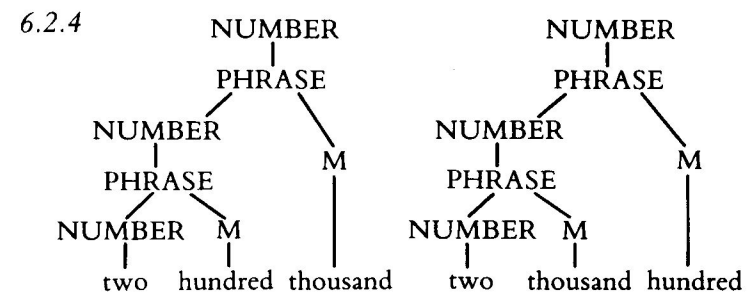 6.2.4 NUMBER NUMBER
PHRASE PHRASE
NUMBER NUMBER
M M
PHRASE PHRASE
NUMBER M NUMBER M
two hundred thousand two thousand hundred